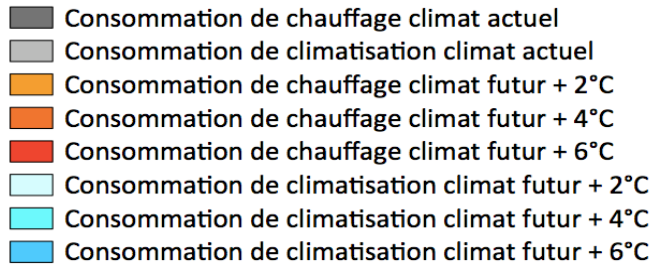 Consommation de chauffage climat actuel
Consommation de climatisation climat actuel
Consommation de chauffage climat futur + 2°C
Consommation de chauffage climat futur + 4°C
Consommation de chauffage climat futur + 6°C
Consommation de climatisation climat futur + 2°C
Consommation de climatisation climat futur + 4°C
Consommation de climatisation climat futur + 6°C